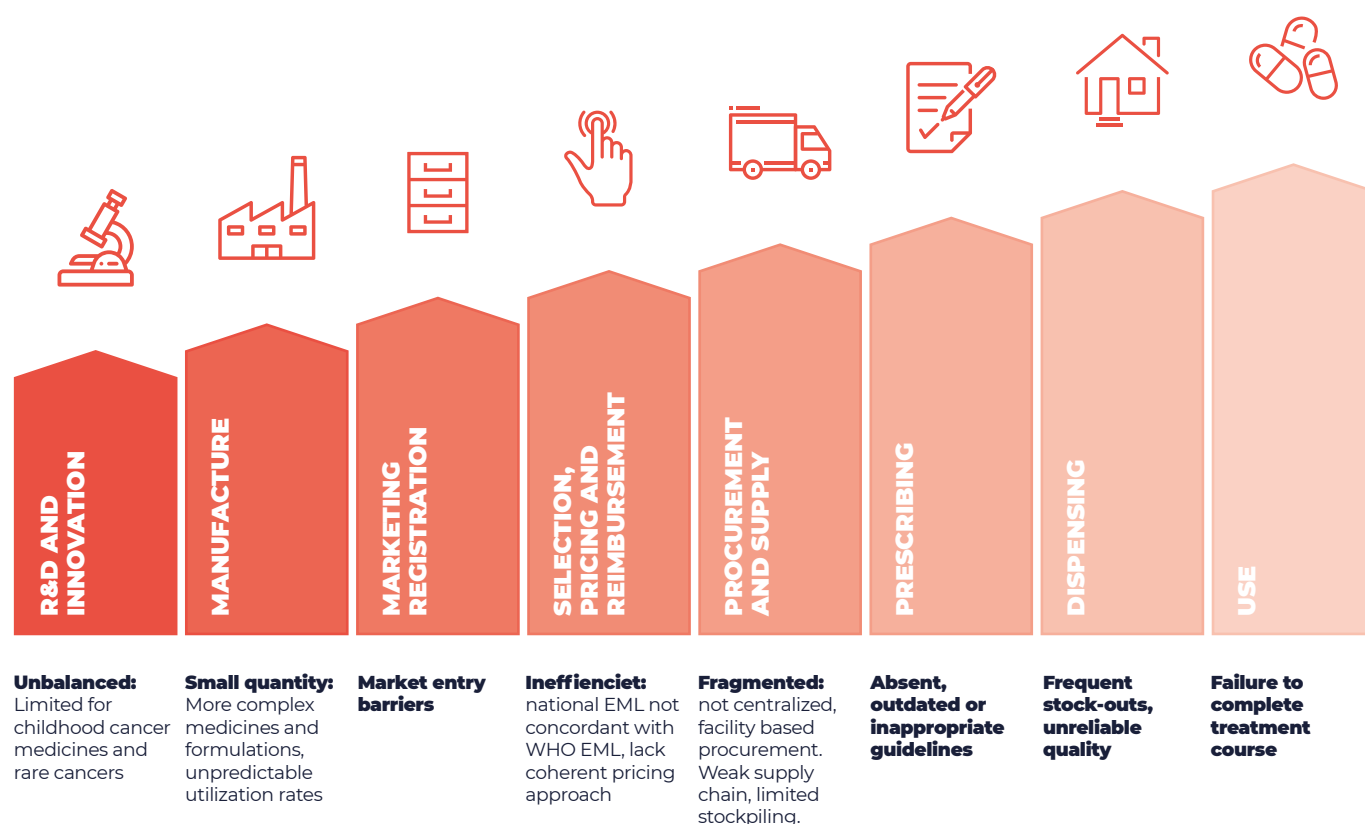 R&D AND
INNOVATION
MANUFACTURE
MARKETING
REGISTRATION
SELECTION,
PRICING AND
REIMBURSEMENT
PROCUREMENT
AND SUPPLY
PRESCRIBING
DISPENSING
USE
Unbalanced:
Limited for
childhood cancer
medicines and
rare cancers
Small quantity:
More complex
medicines and
formulations,
unpredictable
utilization rates
Market entry
barriers
Ineffienciet:
national EML not
concordant with
WHO EML, lack
coherent pricing
approach
Fragmented:
not centralized,
facility based
procurement.
Weak supply
chain, limited
stockpiling.
Absent,
outdated or
inappropriate
guidelines
Frequent
stock-outs,
unreliable
quality
Failure to
complete
treatment
course